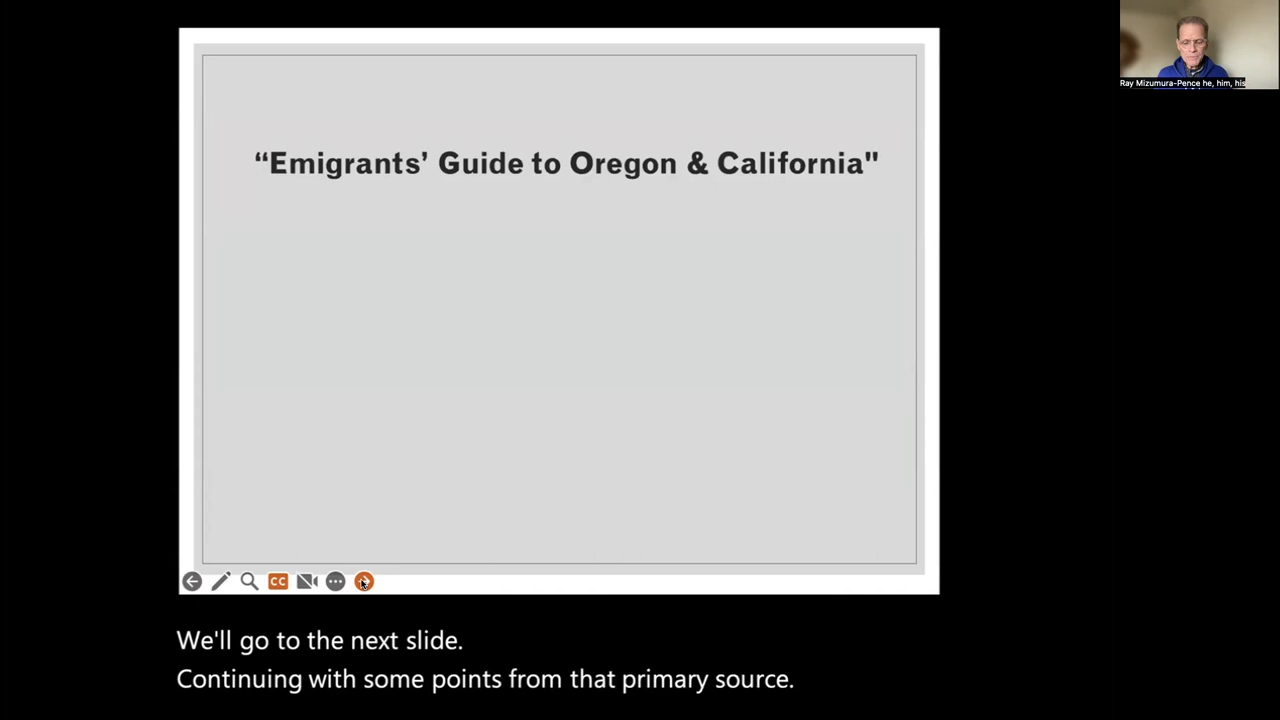 “Emigrants’ Guide to Oregon & California"
Ray Mizumura-Pence he, him, his
CC
We'll go to the next slide.
Continuing with some points from that primary source.